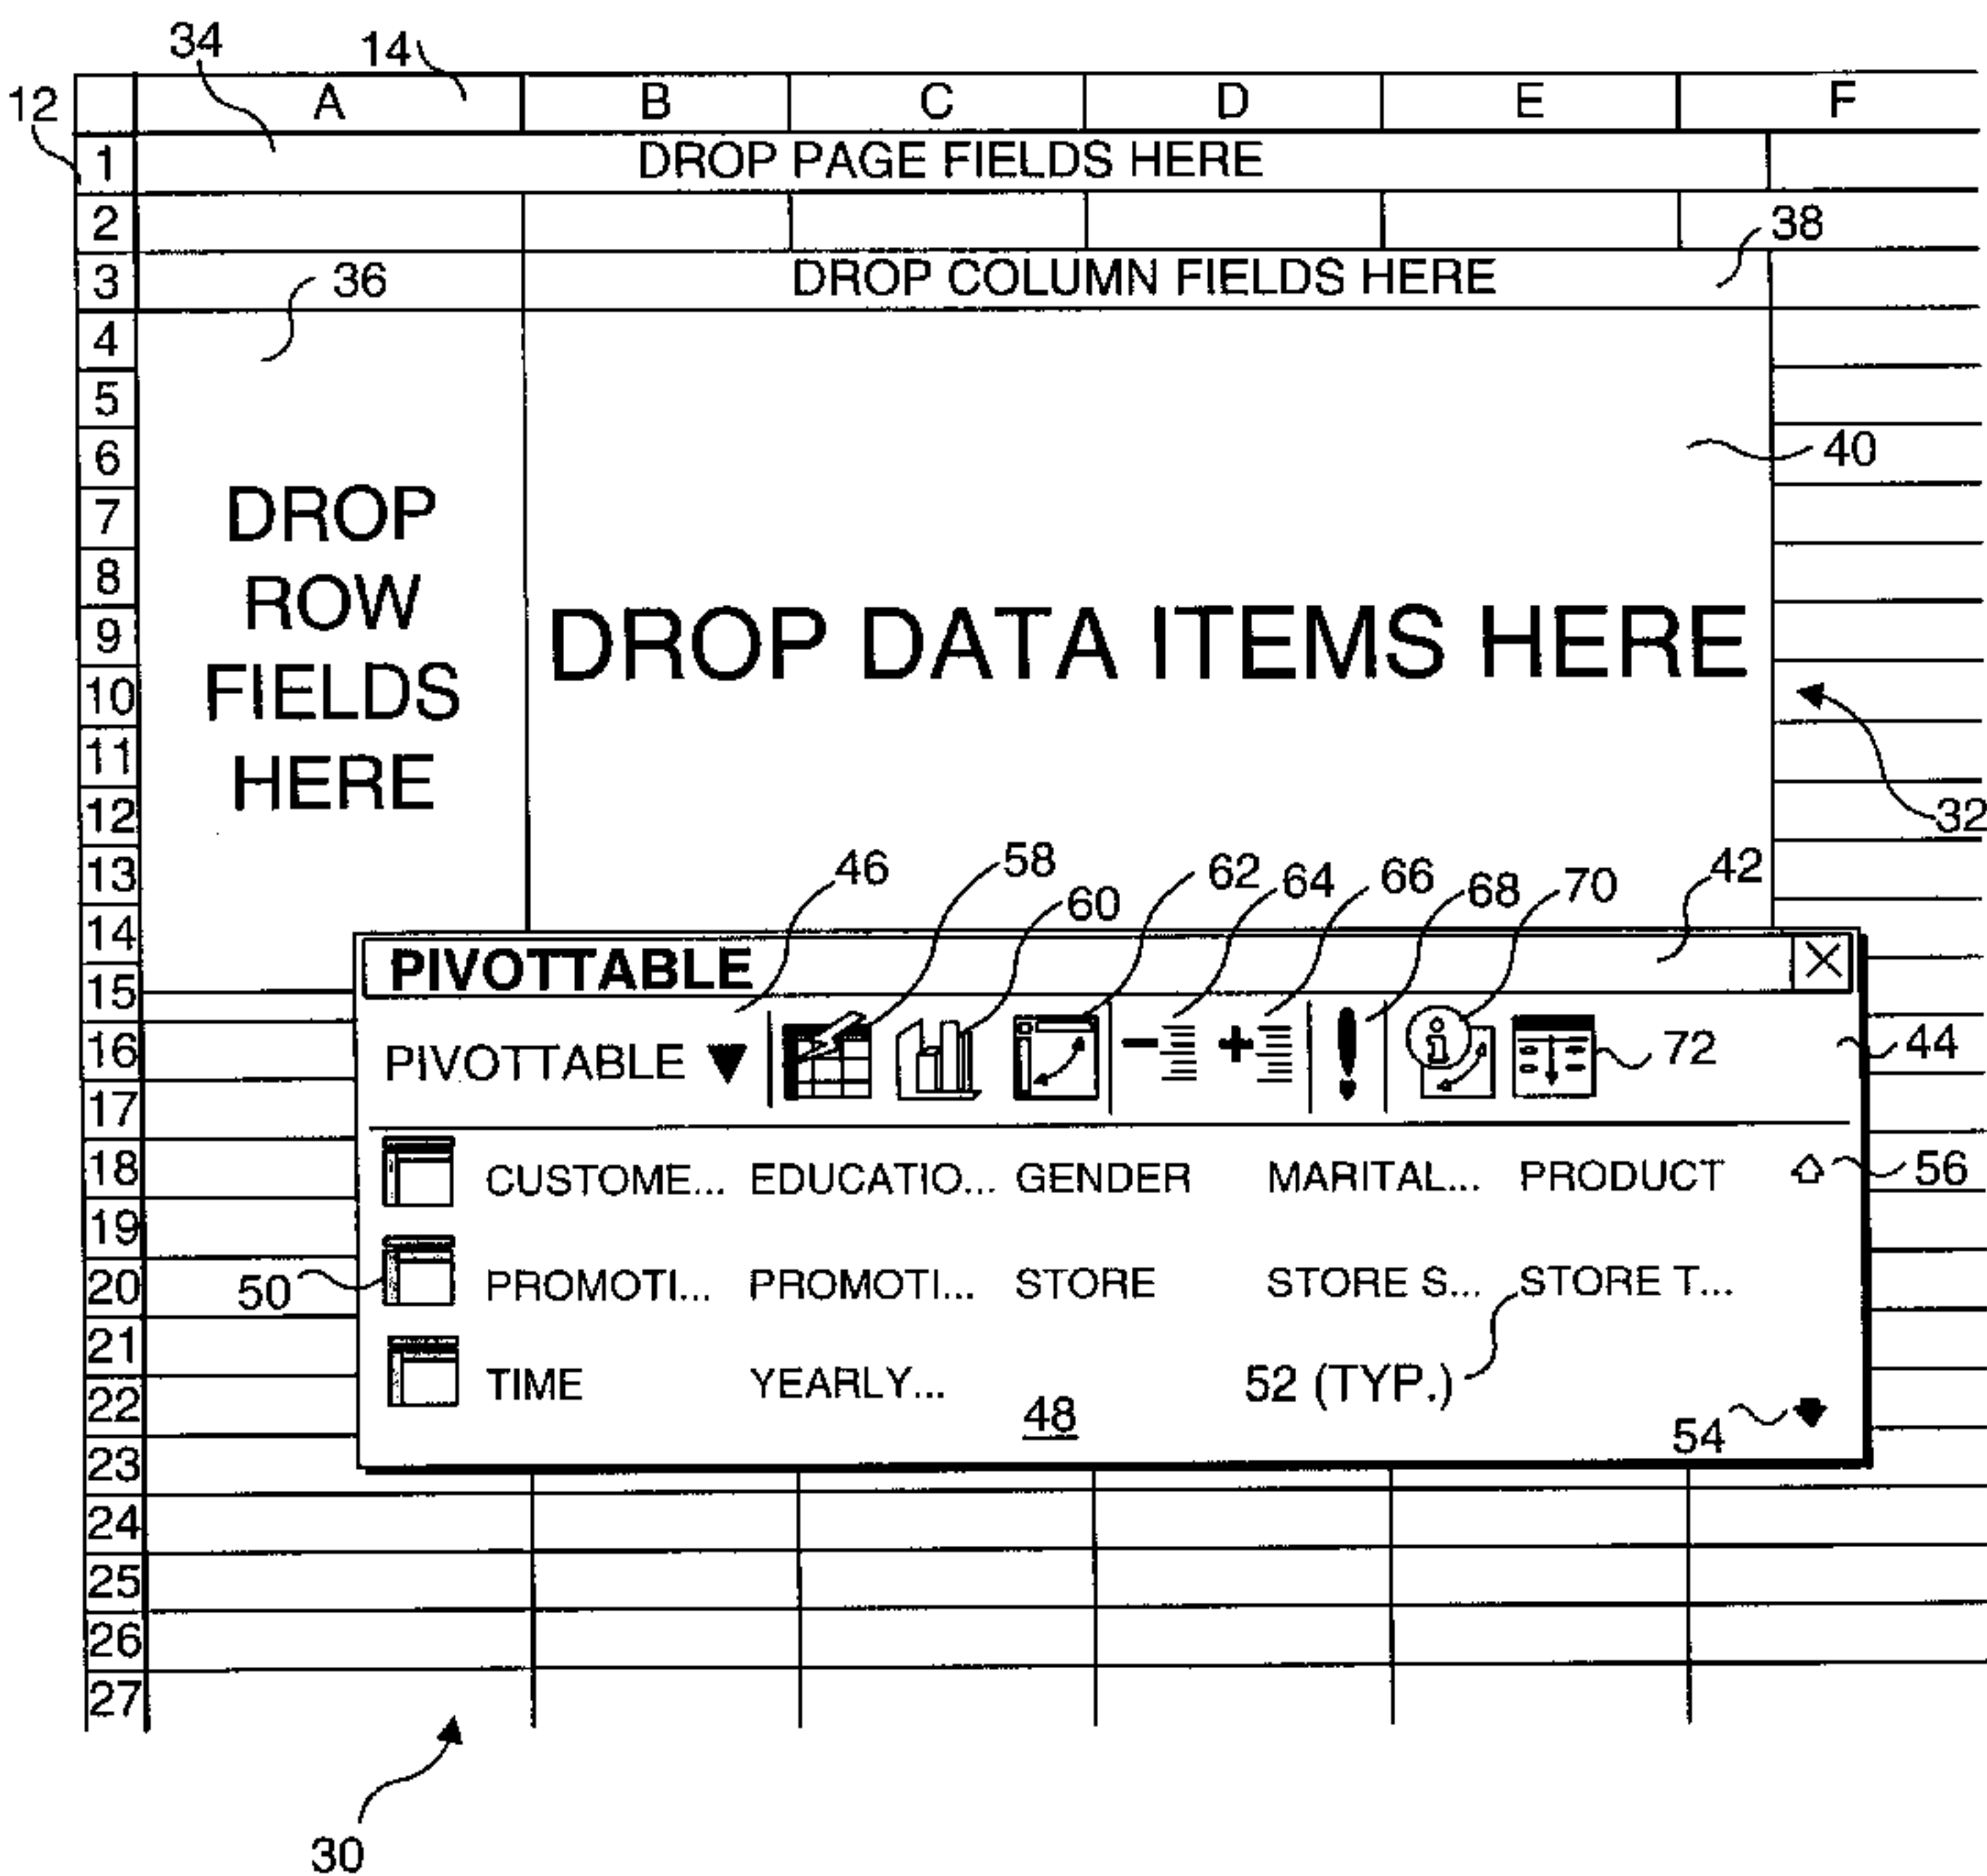 34 14
12 A B C D E F
1 DROP PAGE FIELDS HERE
2 38
3 36 DROP COLUMN FIELDS HERE
4
5
6 40
7 DROP
8 ROW
9 DROP DATA ITEMS HERE
10 FIELDS
11 HERE
12 32
13 46 58 60 62 64 66 68 70 42
14
15 PIVOTTABLE
16 PIVOTTABLE 72 44
17
18 CUSTOME... EDUCATIO... GENDER MARITAL... PRODUCT 56
19
20 50 PROMOTI... PROMOTI... STORE STORE S... STORE T...
21
22 TIME YEARLY... 48 52 (TYP.) 54
23
24
25
26
27
30